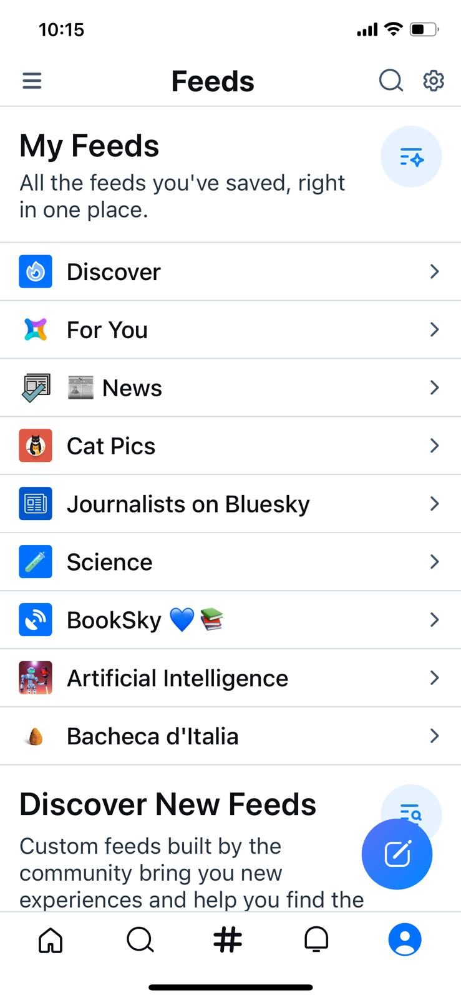 10:15
Feeds
My Feeds
All the feeds you've saved, right
in one place.
Discover
For You
📰 News
Cat Pics
Journalists on Bluesky
Science
BookSky 💙📚
Artificial Intelligence
Bacheca d'Italia
Discover New Feeds
Custom feeds built by the
community bring you new
experiences and help you find the